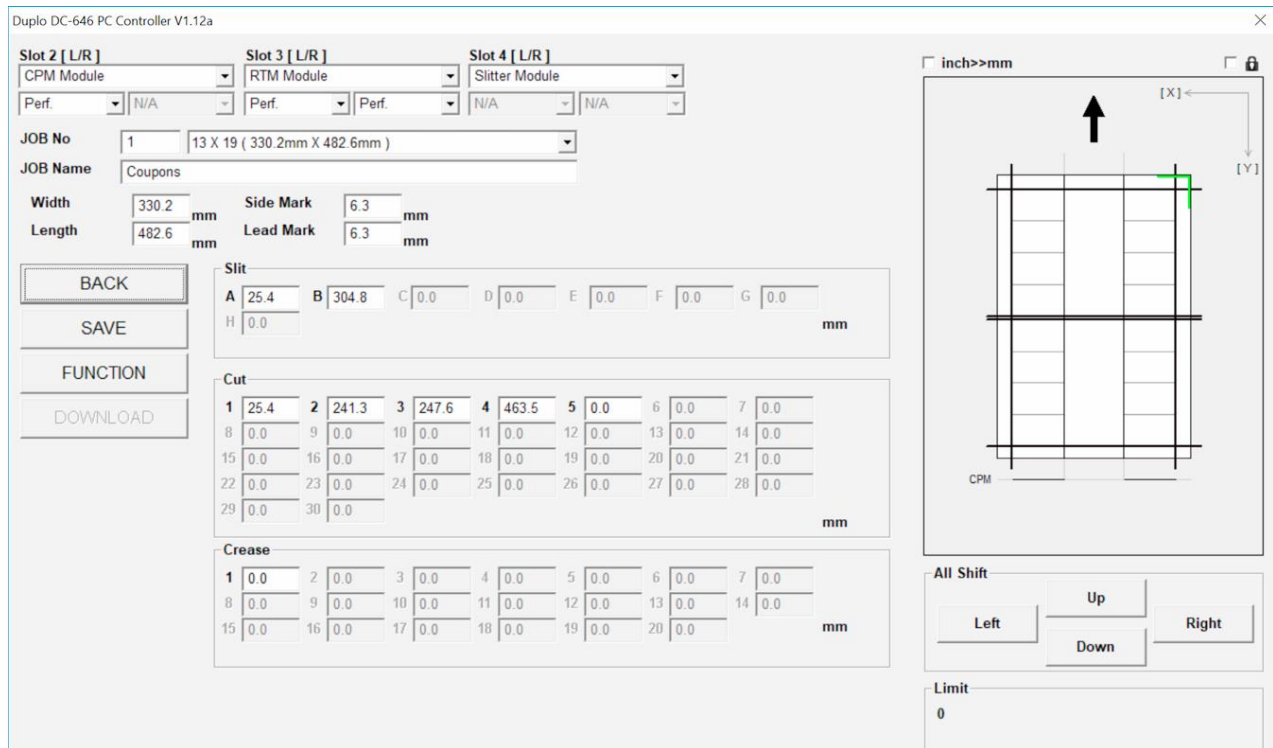 Duplo DC-646 PC Controller V1.12a
Slot 2 [ L/R ] Slot 3 [ L/R ] Slot 4 [ L/R ]
CPM Module RTM Module Slitter Module
Perf. N/A Perf. Perf. N/A N/A
JOB No 1 13 X 19 ( 330.2mm X 482.6mm )
JOB Name Coupons
Width 330.2 mm Side Mark 6.3 mm
Length 482.6 mm Lead Mark 6.3 mm
BACK
SAVE
FUNCTION
DOWNLOAD
Slit
A 25.4 B 304.8 C 0.0 D 0.0 E 0.0 F 0.0 G 0.0
H 0.0 mm
Cut
1 25.4 2 241.3 3 247.6 4 463.5 5 0.0 6 0.0 7 0.0
8 0.0 9 0.0 10 0.0 11 0.0 12 0.0 13 0.0 14 0.0
15 0.0 16 0.0 17 0.0 18 0.0 19 0.0 20 0.0 21 0.0
22 0.0 23 0.0 24 0.0 25 0.0 26 0.0 27 0.0 28 0.0
29 0.0 30 0.0
mm
Crease
1 0.0 2 0.0 3 0.0 4 0.0 5 0.0 6 0.0 7 0.0
8 0.0 9 0.0 10 0.0 11 0.0 12 0.0 13 0.0 14 0.0
15 0.0 16 0.0 17 0.0 18 0.0 19 0.0 20 0.0 mm
inch>>mm
[X]
[Y]
CPM
All Shift
Up
Left Right
Down
Limit
0